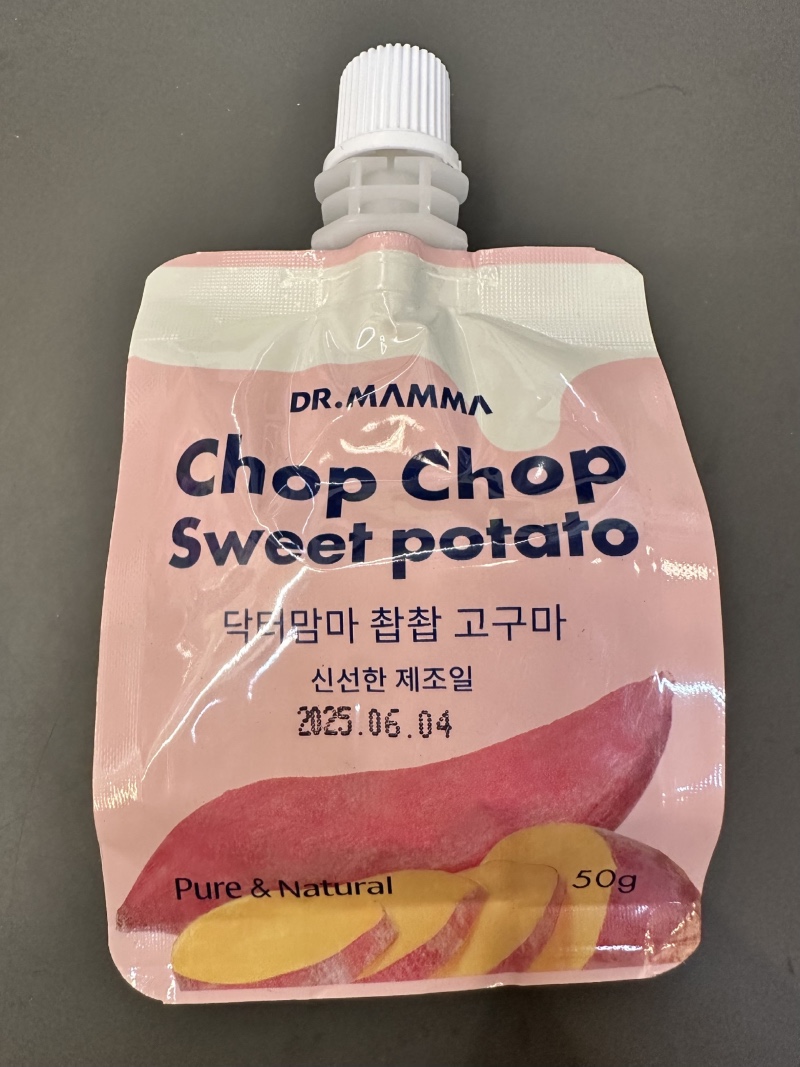 DR.MAMMA
Chop Chop
Sweet potato
닥터맘마 촵촵 고구마
신선한 제조일
2025.06.04
Pure & Natural
50g